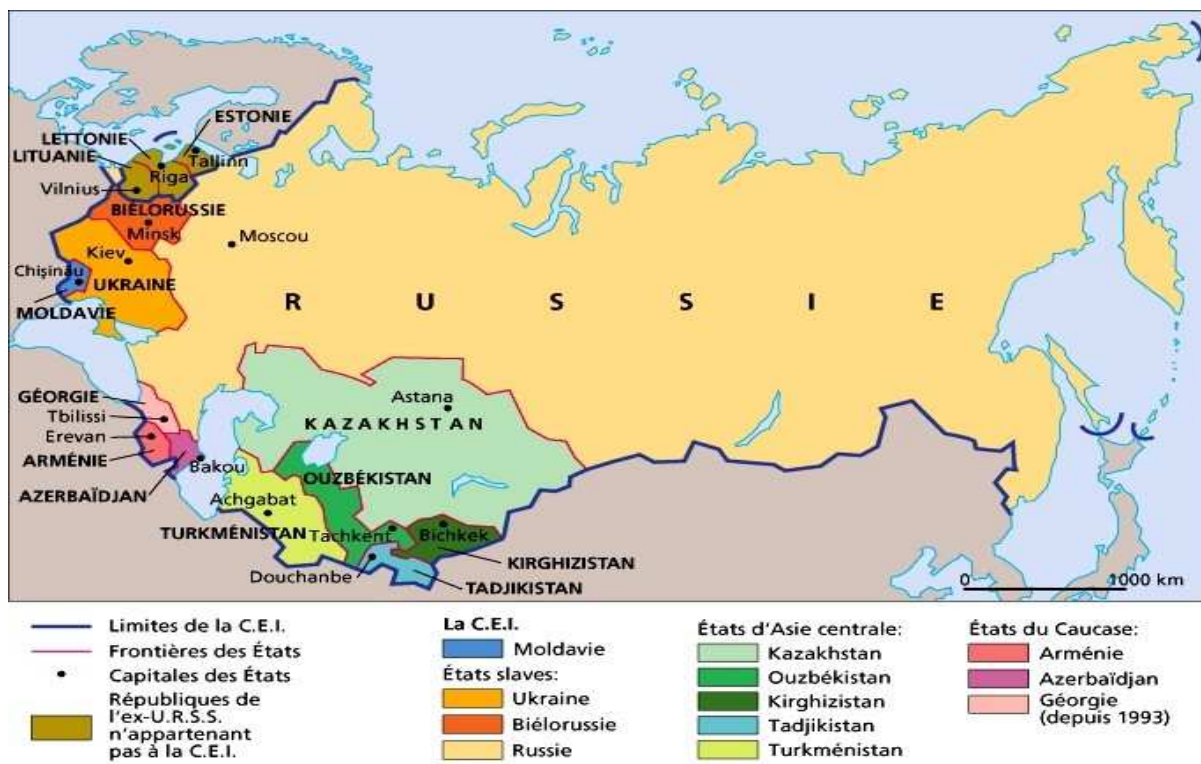 ESTONIE
LETTONIE
LITUANIE
Tallinn
Riga
Vilnius
BIÉLORUSSIE
Minsk
Moscou
Kiev
Chişinău
UKRAINE
MOLDAVIE
R U S S I E
GÉORGIE
Tbilissi
Erevan
ARMÉNIE
Bakou
AZERBAÏDJAN
Astana
KAZAKHSTAN
OUZBÉKISTAN
Achgabat
TURKMÉNISTAN
Tachkent
Bichkek
KIRGHIZISTAN
Douchanbe
TADJIKISTAN
0 1000 km
Limites de la C.E.I.
Frontières des États
Capitales des États
Républiques de
l'ex-U.R.S.S.
n'appartenant
pas à la C.E.I.
La C.E.I.
Moldavie
États slaves:
Ukraine
Biélorussie
Russie
États d'Asie centrale:
Kazakhstan
Ouzbékistan
Kirghizistan
Tadjikistan
Turkménistan
États du Caucase:
Arménie
Azerbaïdjan
Géorgie
(depuis 1993)